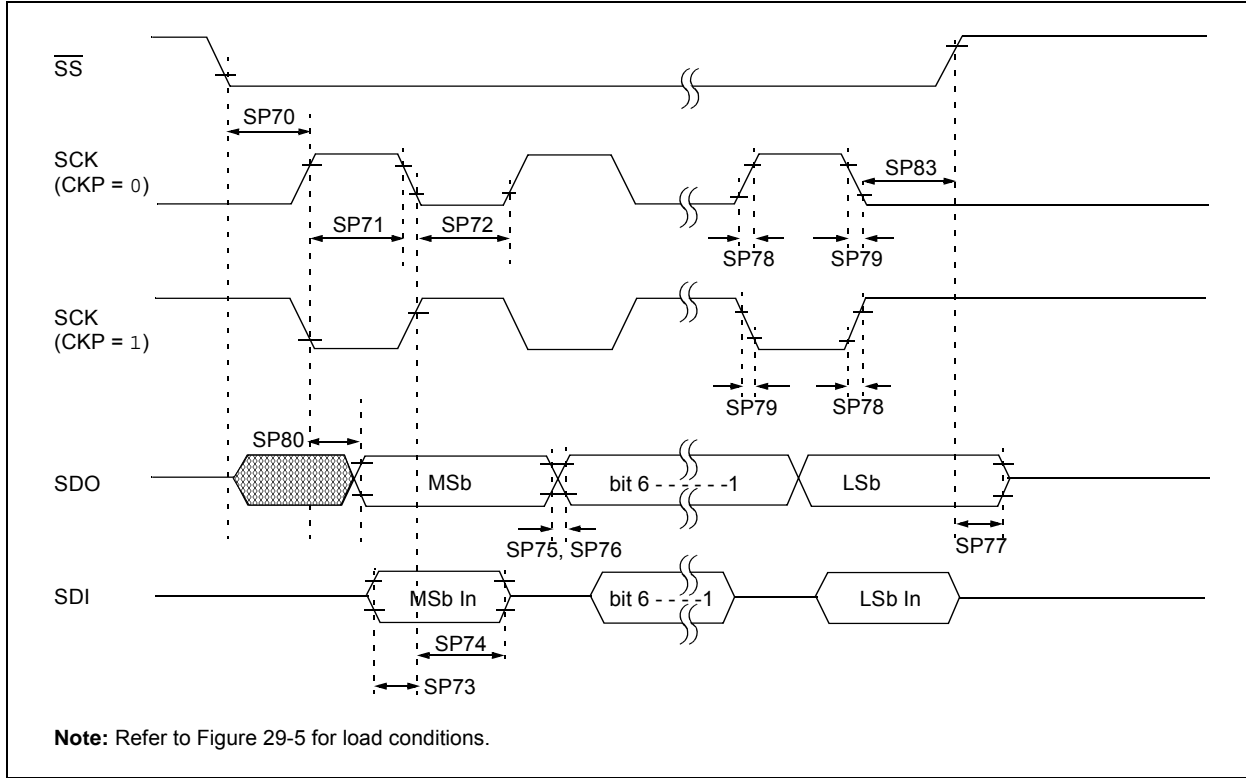 SS
SP70
SCK
(CKP = 0)
SP83
SP71
SP72
SP78
SP79
SCK
(CKP = 1)
SP79
SP78
SP80
SDO
MSb
bit 6 - - - - - -1
LSb
SP75, SP76
SP77
SDI
MSb In
bit 6 - - - -1
LSb In
SP74
SP73
Note: Refer to Figure 29-5 for load conditions.